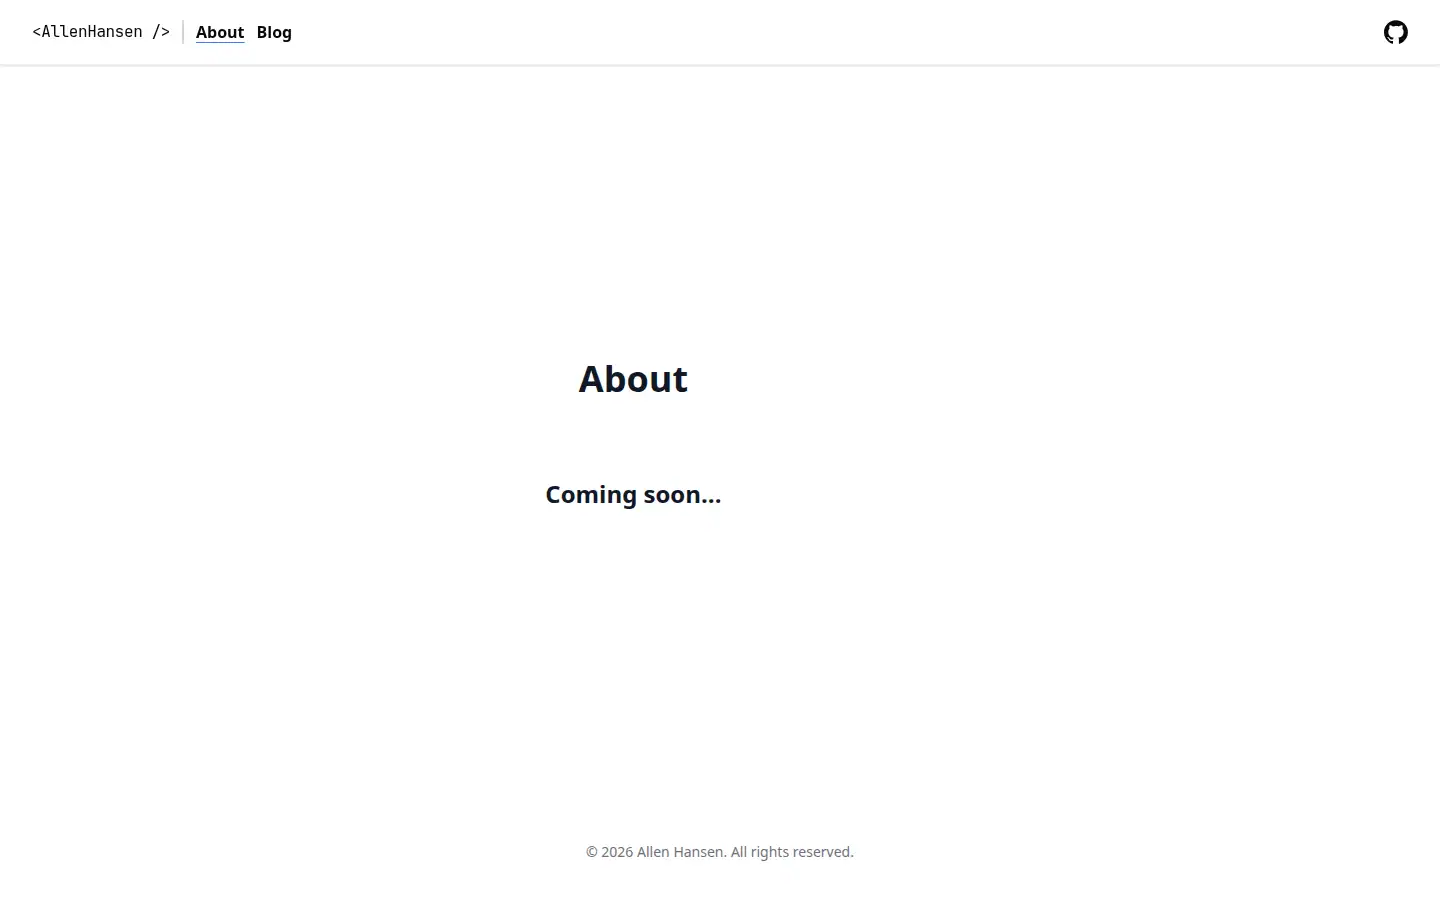 <AllenHansen /> About Blog
About
Coming soon...
© 2026 Allen Hansen. All rights reserved.